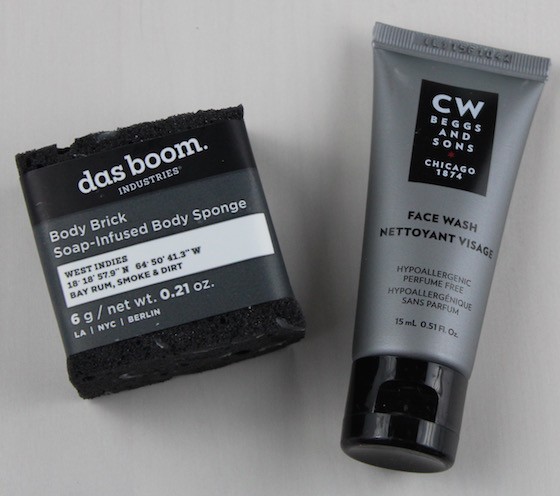 das boom.
INDUSTRIES®
Body Brick
Soap-Infused Body Sponge
WEST INDIES
18° 18' 57.9" N 64° 50' 41.3" W
BAY RUM, SMOKE & DIRT
6 g / net wt. 0.21 oz.
LA | NYC | BERLIN
CW
BEGGS
AND
SONS
CHICAGO
1874
FACE WASH
NETTOYANT VISAGE
HYPOALLERGENIC
PERFUME FREE
HYPOALLERGÉNIQUE
SANS PARFUM
15 mL 0.51 Fl. Oz.